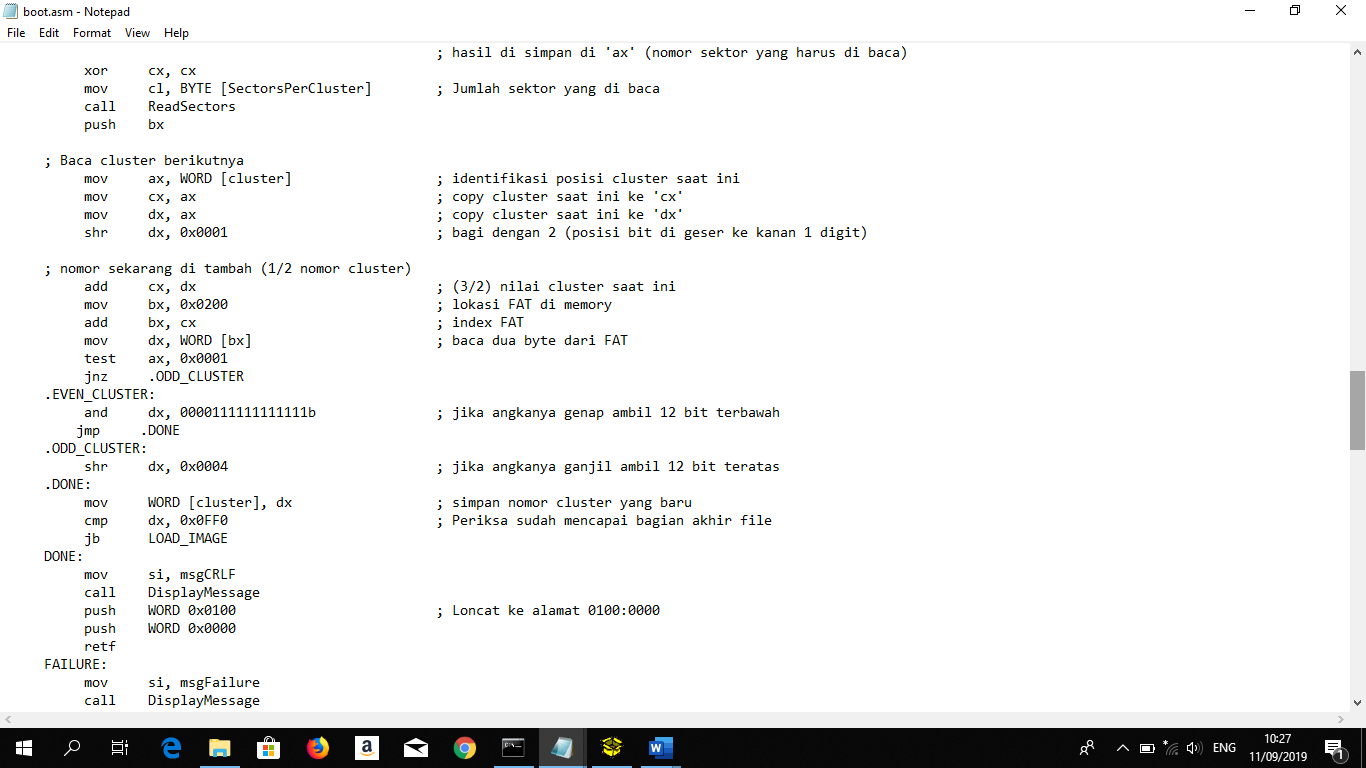 boot.asm - Notepad
File Edit Format View Help
; hasil di simpan di 'ax' (nomor sektor yang harus di baca)
xor cx, cx
mov cl, BYTE [SectorsPerCluster] ; Jumlah sektor yang di baca
call ReadSectors
push bx
; Baca cluster berikutnya
mov ax, WORD [cluster] ; identifikasi posisi cluster saat ini
mov cx, ax ; copy cluster saat ini ke 'cx'
mov dx, ax ; copy cluster saat ini ke 'dx'
shr dx, 0x0001 ; bagi dengan 2 (posisi bit di geser ke kanan 1 digit)
; nomor sekarang di tambah (1/2 nomor cluster)
add cx, dx ; (3/2) nilai cluster saat ini
mov bx, 0x0200 ; lokasi FAT di memory
add bx, cx ; index FAT
mov dx, WORD [bx] ; baca dua byte dari FAT
test ax, 0x0001
jnz .ODD_CLUSTER
.EVEN_CLUSTER:
and dx, 0000111111111111b ; jika angkanya genap ambil 12 bit terbawah
jmp .DONE
.ODD_CLUSTER:
shr dx, 0x0004 ; jika angkanya ganjil ambil 12 bit teratas
.DONE:
mov WORD [cluster], dx ; simpan nomor cluster yang baru
cmp dx, 0x0FF0 ; Periksa sudah mencapai bagian akhir file
jb LOAD_IMAGE
DONE:
mov si, msgCRLF
call DisplayMessage
push WORD 0x0100 ; Loncat ke alamat 0100:0000
push WORD 0x0000
retf
FAILURE:
mov si, msgFailure
call DisplayMessage
ENG
10:27
11/09/2019
1